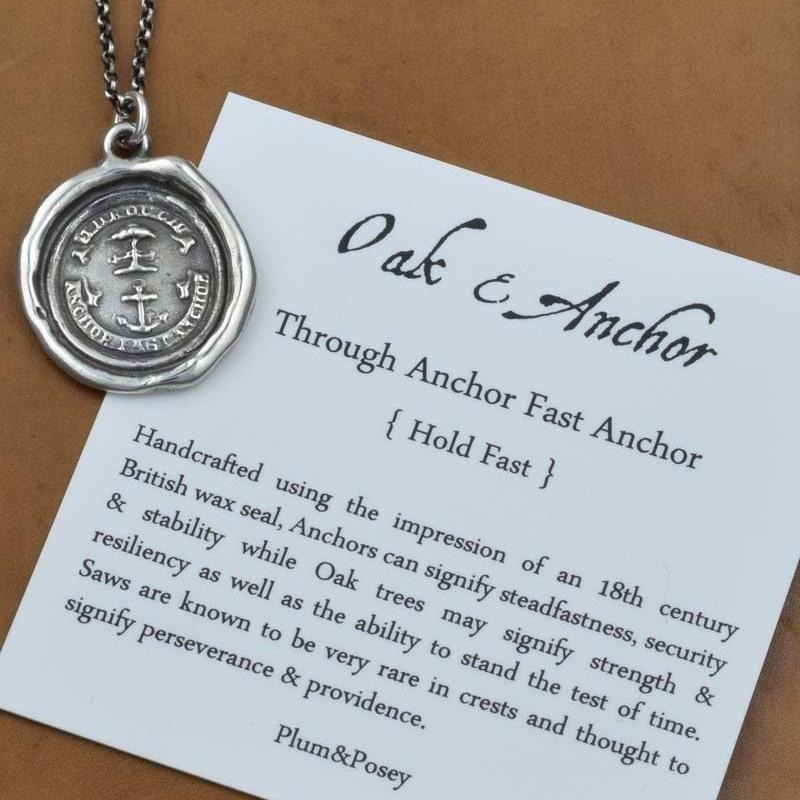 ANCHOR FAST ANCHOR
Oak & Anchor
Through Anchor Fast Anchor
{ Hold Fast }
Handcrafted using the impression of an 18th century
British wax seal, Anchors can signify steadfastness, security
& stability while Oak trees may signify strength &
resiliency as well as the ability to stand the test of time.
Saws are known to be very rare in crests and thought to
signify perseverance & providence.
Plum&Posey